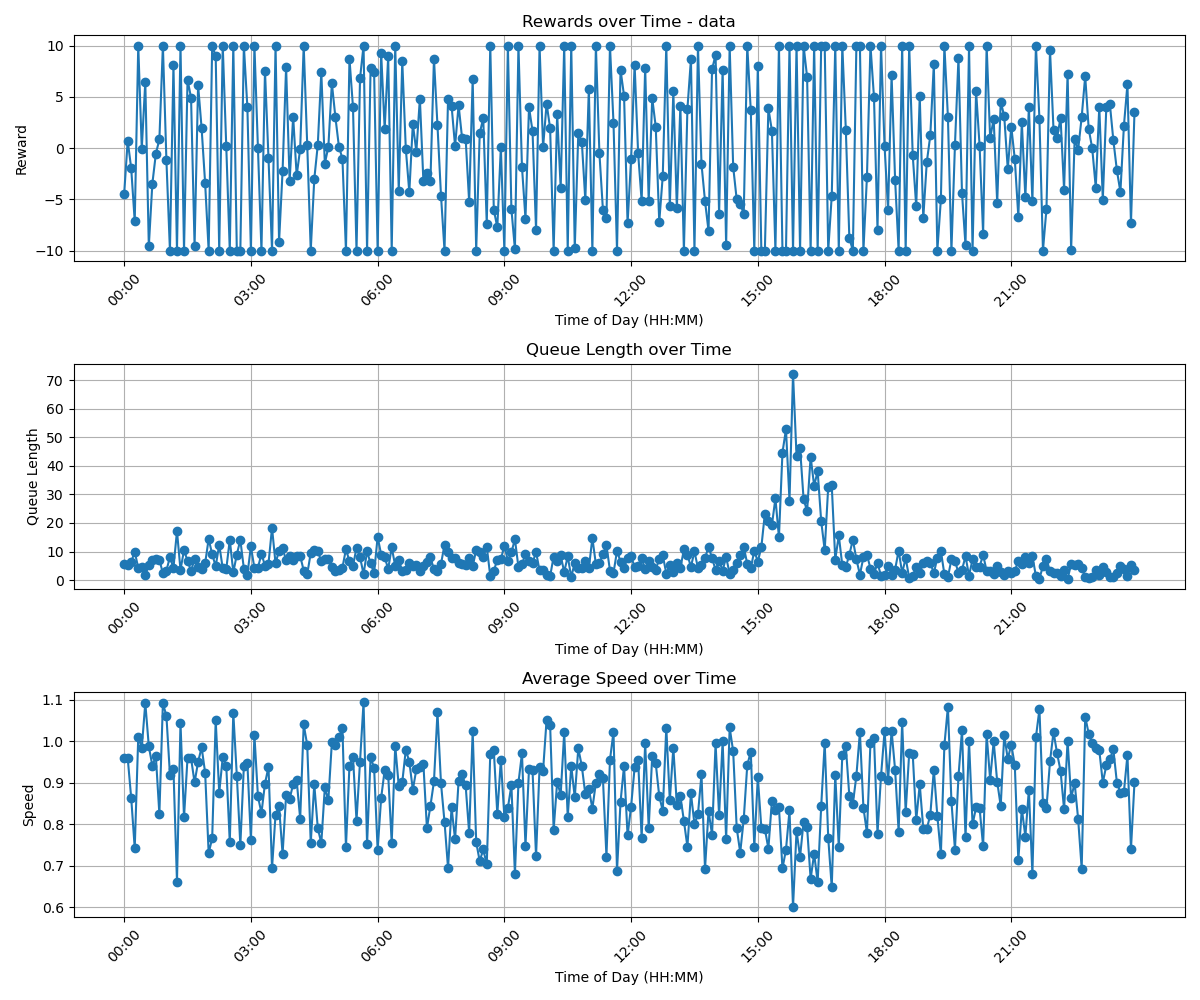 Rewards over Time - data
Reward
10
5
0
−5
−10
00:00 03:00 06:00 09:00 12:00 15:00 18:00 21:00
Time of Day (HH:MM)
Queue Length over Time
Queue Length
70
60
50
40
30
20
10
0
00:00 03:00 06:00 09:00 12:00 15:00 18:00 21:00
Time of Day (HH:MM)
Average Speed over Time
Speed
1.1
1.0
0.9
0.8
0.7
0.6
00:00 03:00 06:00 09:00 12:00 15:00 18:00 21:00
Time of Day (HH:MM)